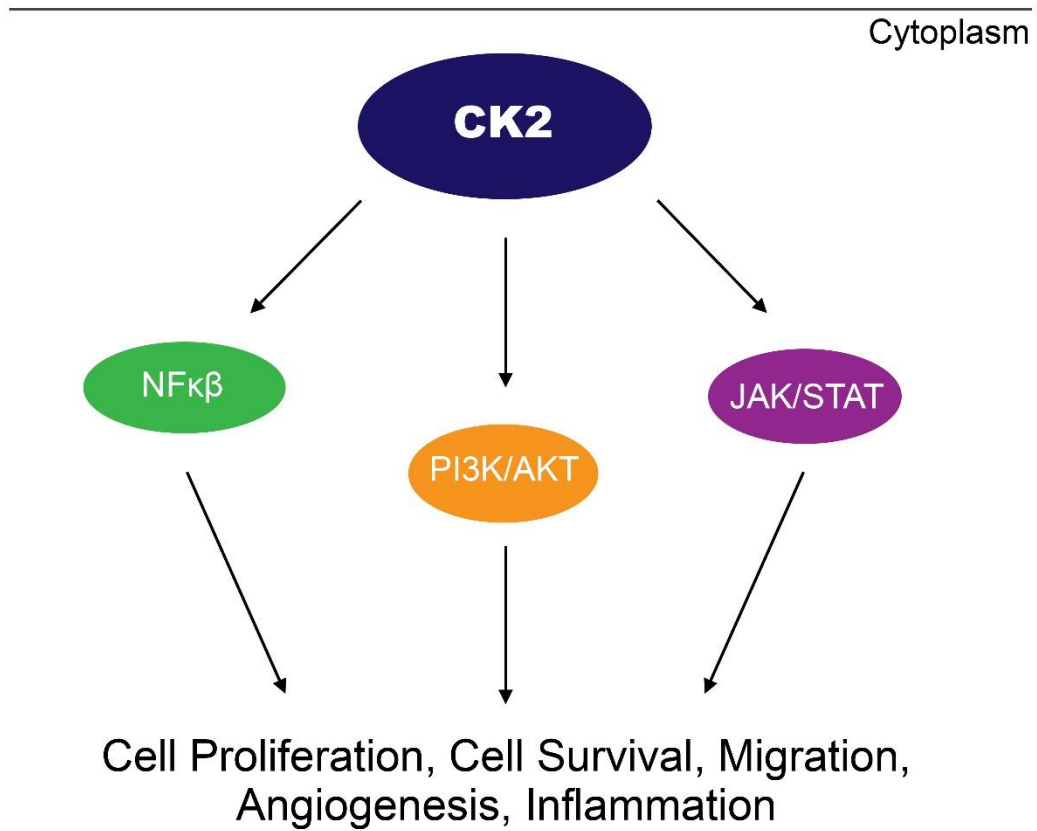 Cytoplasm
CK2
NFκβ
JAK/STAT
PI3K/AKT
Cell Proliferation, Cell Survival, Migration,
Angiogenesis, Inflammation